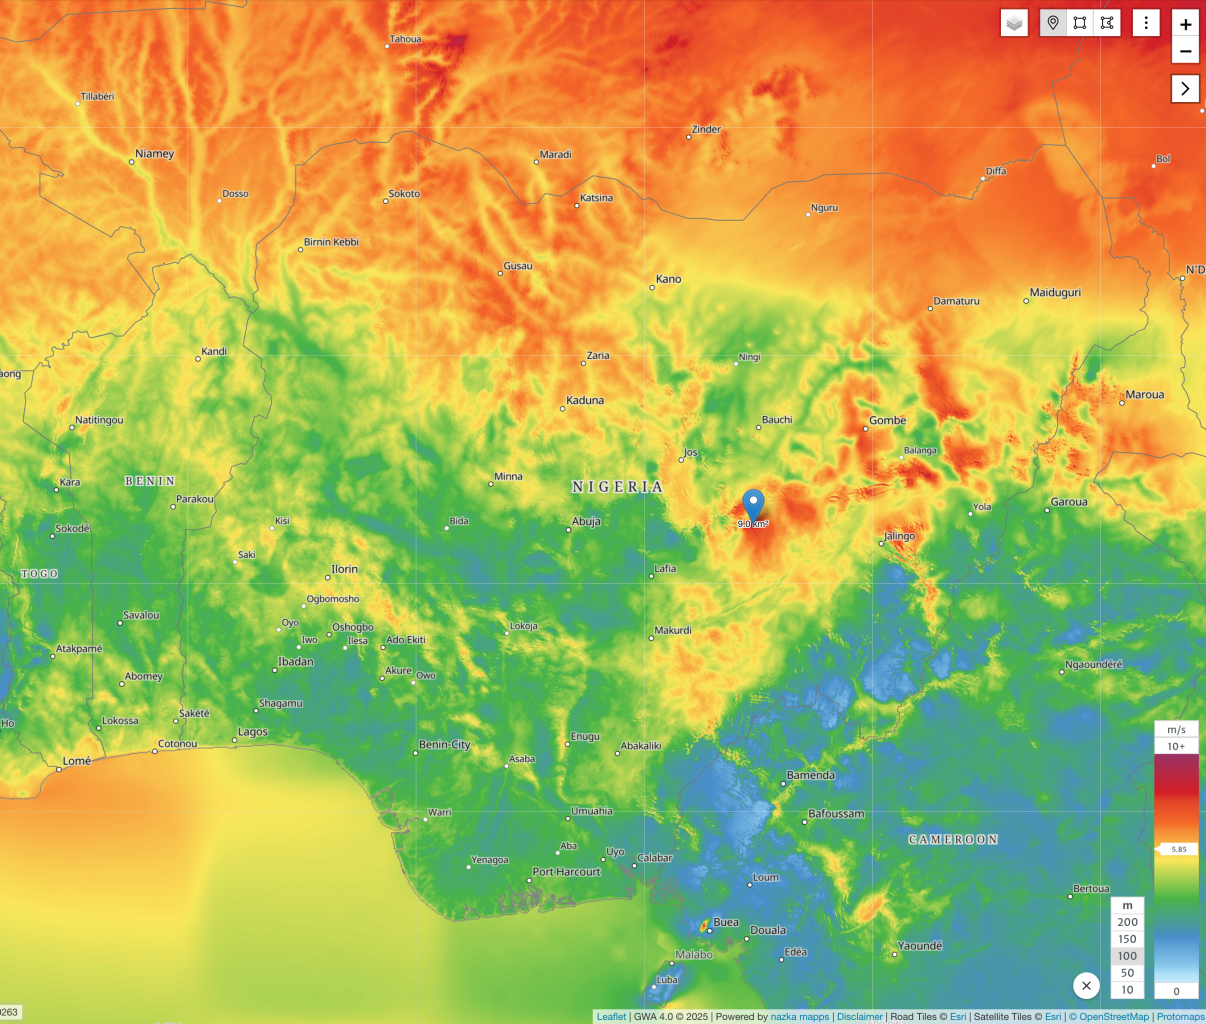 Tahoua
Tillabéri
Zinder
Niamey
Maradi
Bol
Diffa
Dosso
Sokoto
Katsina
Nguru
Birnin Kebbi
Gusau
N'D
Kano
Maiduguri
Damaturu
Kandi
Zaria
Ningi
aong
Maroua
Kaduna
Natitingou
Bauchi
Gombe
Jos
Balanga
Kara
BENIN
Minna
NIGERIA
Parakou
Garoua
Yola
9.0 km²
Sokodé
Kisi
Bida
Abuja
Jalingo
Saki
TOGO
Ilorin
Lafia
Ogbomosho
Savalou
Oyo
Oshogbo
Lokoja
Makurdi
Iwo
Ilesa
Ado Ekiti
Atakpamé
Ibadan
Ngaoundéré
Abomey
Akure
Owo
Shagamu
Sakété
Lokossa
Ho
Lagos
Enugu
m/s
Cotonou
Benin-City
Abakaliki
10+
Lomé
Asaba
Bamenda
Warri
Umuahia
Bafoussam
CAMEROON
5.85
Aba
Uyo
Yenagoa
Calabar
Port Harcourt
Loum
Bertoua
m
200
Buea
Douala
150
Yaoundé
Malabo
Edéa
100
Luba
50
10
0
0263
Leaflet | GWA 4.0 © 2025 | Powered by nazka mapps | Disclaimer | Road Tiles © Esri | Satellite Tiles © Esri | © OpenStreetMap | Protomaps